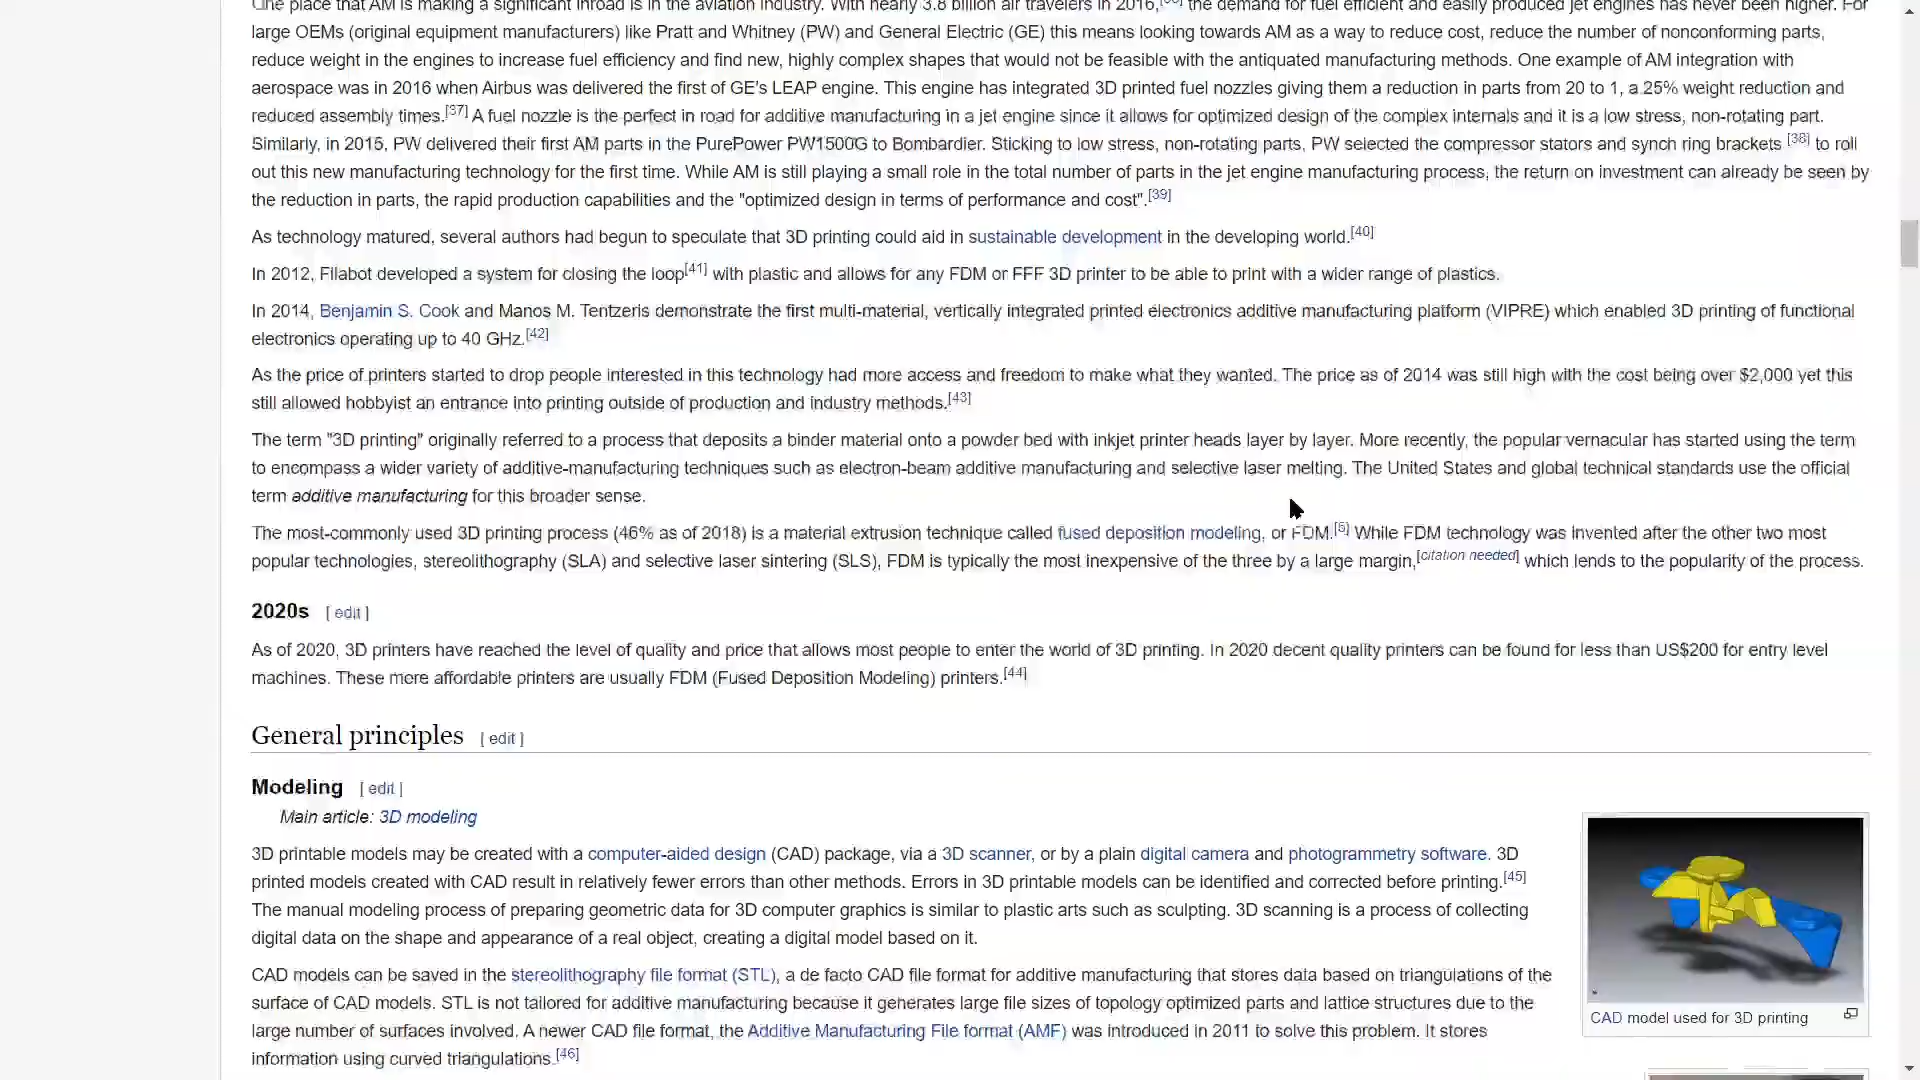 One place that AM is making a significant inroad is in the aviation industry. With nearly 3.8 billion air travelers in 2016, the demand for fuel efficient and easily produced jet engines has never been higher. For
large OEMs (original equipment manufacturers) like Pratt and Whitney (PW) and General Electric (GE) this means looking towards AM as a way to reduce cost, reduce the number of nonconforming parts,
reduce weight in the engines to increase fuel efficiency and find new, highly complex shapes that would not be feasible with the antiquated manufacturing methods. One example of AM integration with
aerospace was in 2016 when Airbus was delivered the first of GE's LEAP engine. This engine has integrated 3D printed fuel nozzles giving them a reduction in parts from 20 to 1, a 25% weight reduction and
reduced assembly times.[37] A fuel nozzle is the perfect in road for additive manufacturing in a jet engine since it allows for optimized design of the complex internals and it is a low stress, non-rotating part.
Similarly, in 2015, PW delivered their first AM parts in the PurePower PW1500G to Bombardier. Sticking to low stress, non-rotating parts, PW selected the compressor stators and synch ring brackets [38] to roll
out this new manufacturing technology for the first time. While AM is still playing a small role in the total number of parts in the jet engine manufacturing process, the return on investment can already be seen by
the reduction in parts, the rapid production capabilities and the "optimized design in terms of performance and cost".[39]
As technology matured, several authors had begun to speculate that 3D printing could aid in sustainable development in the developing world.[40]
In 2012, Filabot developed a system for closing the loop[41] with plastic and allows for any FDM or FFF 3D printer to be able to print with a wider range of plastics.
In 2014, Benjamin S. Cook and Manos M. Tentzeris demonstrate the first multi-material, vertically integrated printed electronics additive manufacturing platform (VIPRE) which enabled 3D printing of functional
electronics operating up to 40 GHz.[42]
As the price of printers started to drop people interested in this technology had more access and freedom to make what they wanted. The price as of 2014 was still high with the cost being over $2,000 yet this
still allowed hobbyist an entrance into printing outside of production and industry methods.[43]
The term "3D printing" originally referred to a process that deposits a binder material onto a powder bed with inkjet printer heads layer by layer. More recently, the popular vernacular has started using the term
to encompass a wider variety of additive-manufacturing techniques such as electron-beam additive manufacturing and selective laser melting. The United States and global technical standards use the official
term additive manufacturing for this broader sense.
The most-commonly used 3D printing process (46% as of 2018) is a material extrusion technique called fused deposition modeling, or FDM.[5] While FDM technology was invented after the other two most
popular technologies, stereolithography (SLA) and selective laser sintering (SLS), FDM is typically the most inexpensive of the three by a large margin,[citation needed] which lends to the popularity of the process.
2020s [ edit ]
As of 2020, 3D printers have reached the level of quality and price that allows most people to enter the world of 3D printing. In 2020 decent quality printers can be found for less than US$200 for entry level
machines. These more affordable printers are usually FDM (Fused Deposition Modeling) printers.[44]
General principles [ edit ]
Modeling [ edit ]
Main article: 3D modeling
3D printable models may be created with a computer-aided design (CAD) package, via a 3D scanner, or by a plain digital camera and photogrammetry software. 3D
printed models created with CAD result in relatively fewer errors than other methods. Errors in 3D printable models can be identified and corrected before printing.[45]
The manual modeling process of preparing geometric data for 3D computer graphics is similar to plastic arts such as sculpting. 3D scanning is a process of collecting
digital data on the shape and appearance of a real object, creating a digital model based on it.
CAD models can be saved in the stereolithography file format (STL), a de facto CAD file format for additive manufacturing that stores data based on triangulations of the
surface of CAD models. STL is not tailored for additive manufacturing because it generates large file sizes of topology optimized parts and lattice structures due to the
large number of surfaces involved. A newer CAD file format, the Additive Manufacturing File format (AMF) was introduced in 2011 to solve this problem. It stores
information using curved triangulations.[46]
CAD model used for 3D printing